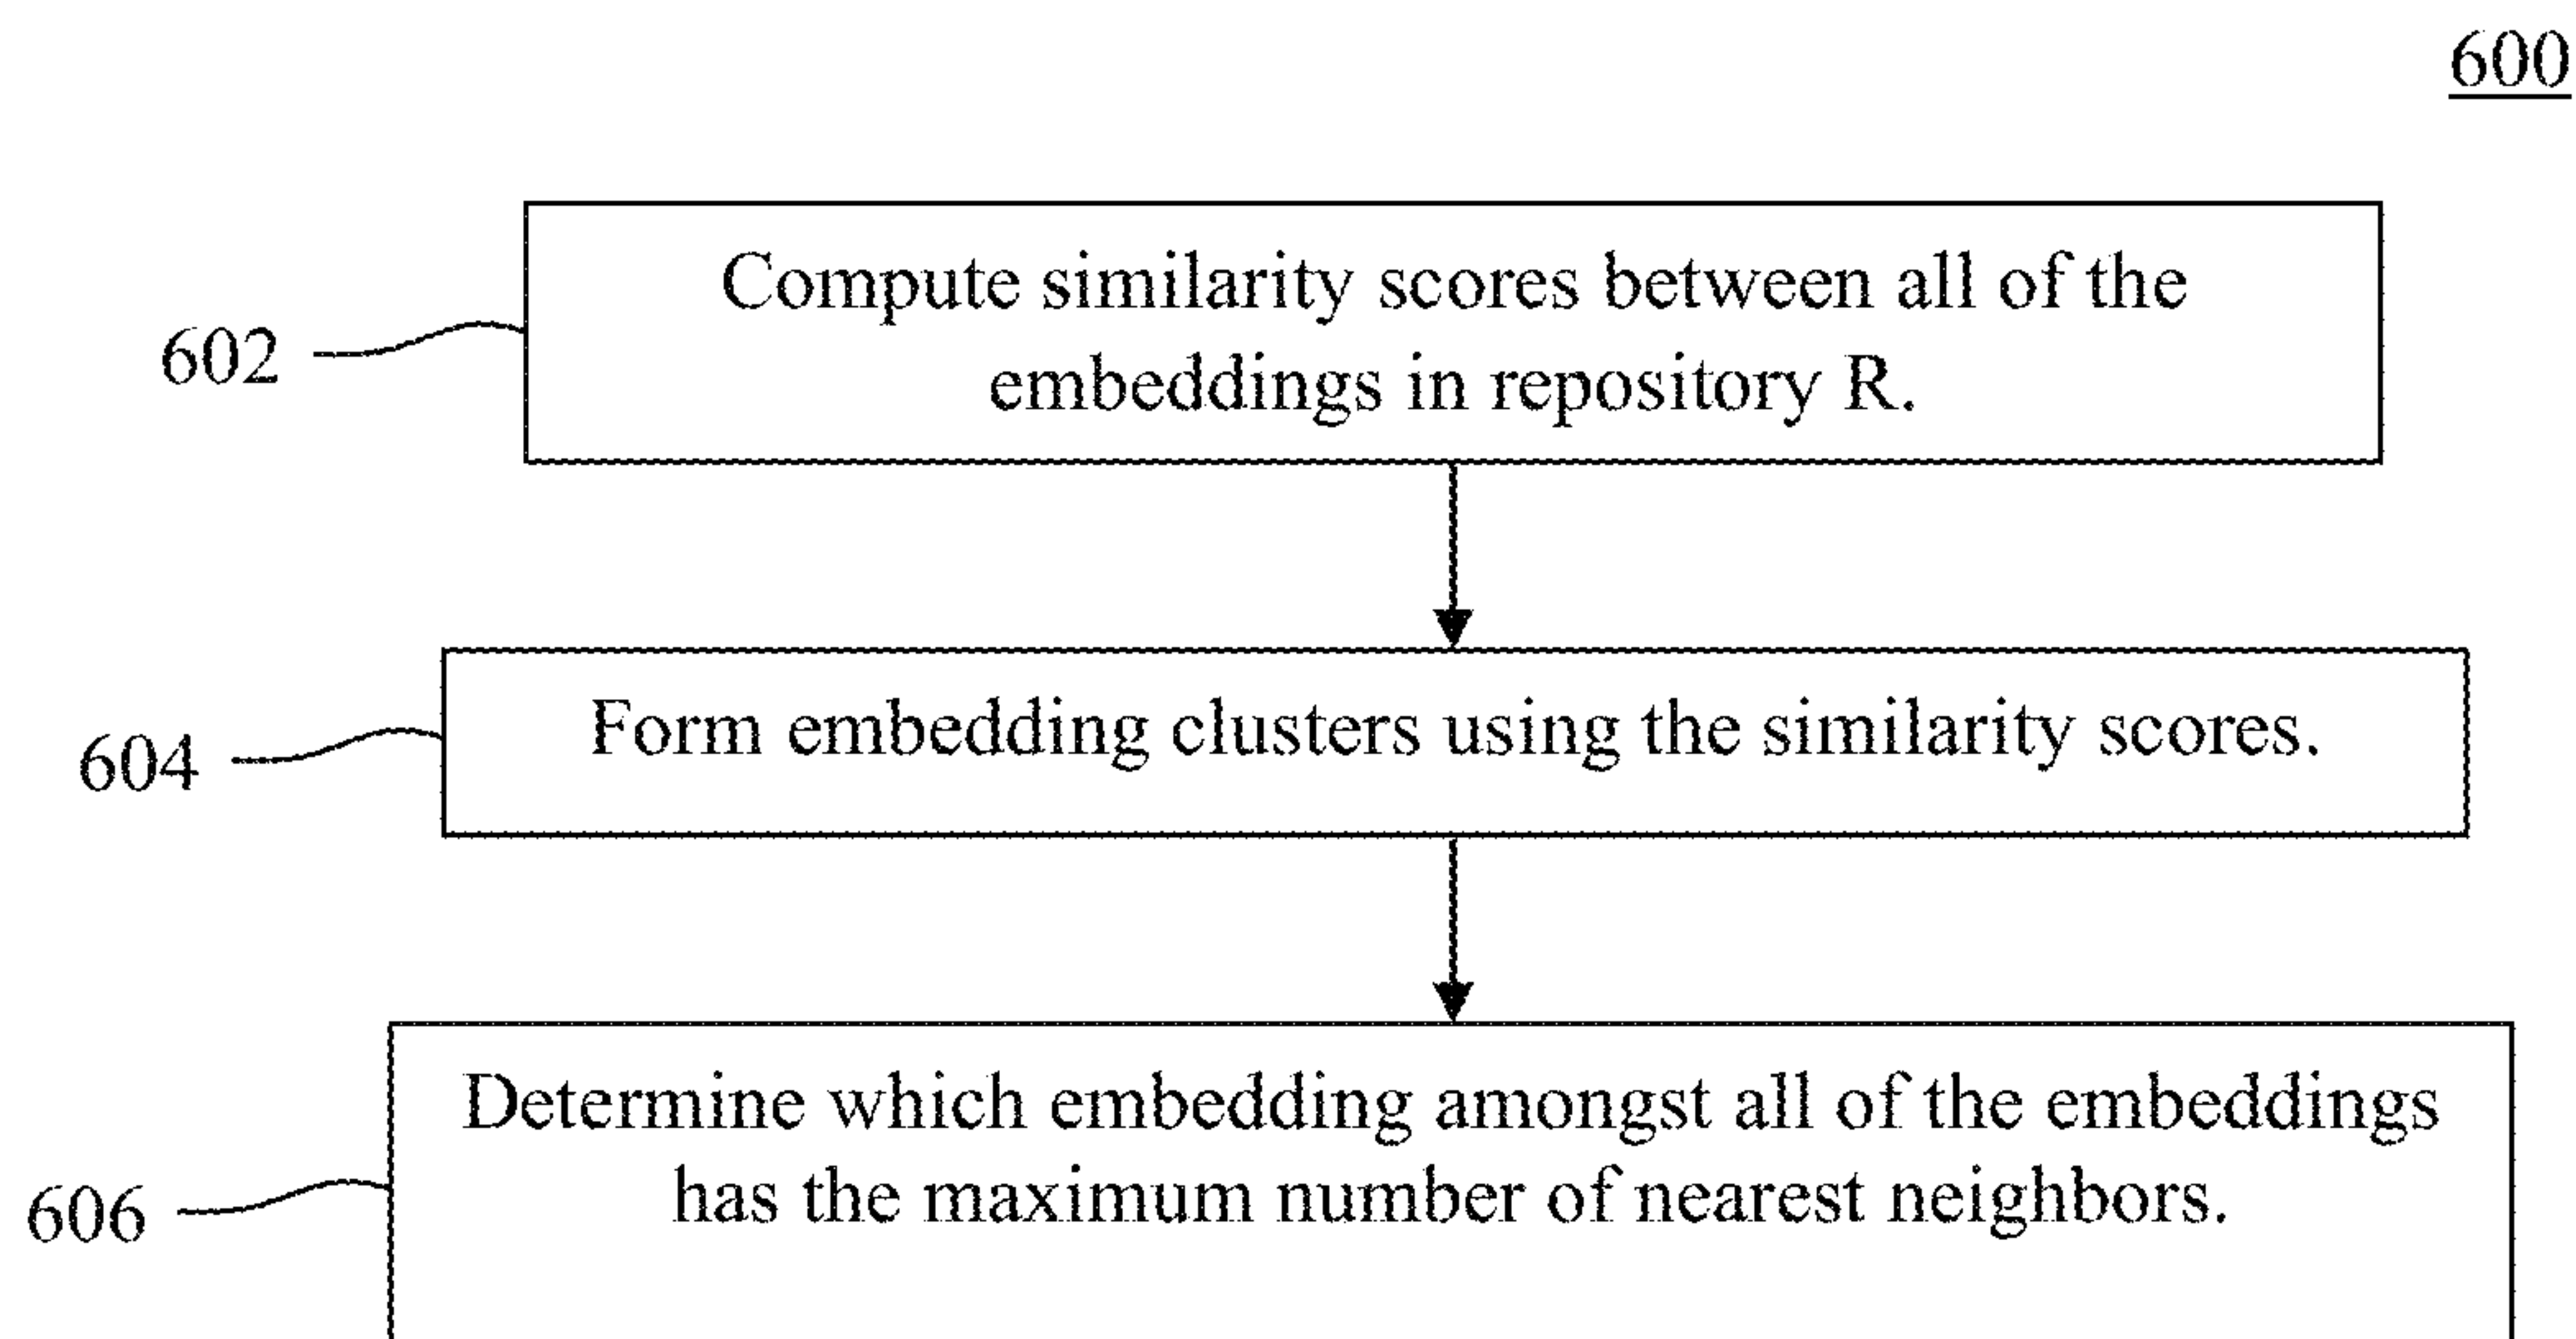 600
Compute similarity scores between all of the
embeddings in repository R.
602
Form embedding clusters using the similarity scores.
604
Determine which embedding amongst all of the embeddings
has the maximum number of nearest neighbors.
606